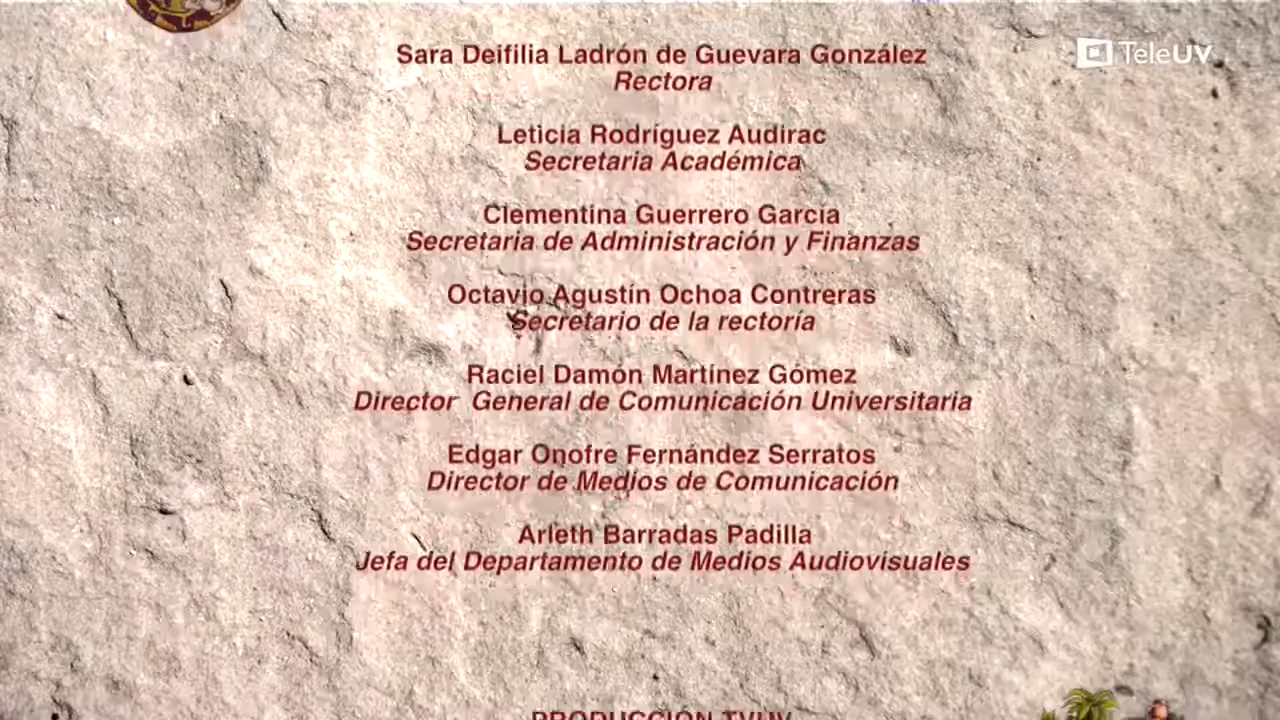 Sara Deifilia Ladrón de Guevara González
TeleUV
Rectora
Leticia Rodríguez Audirac
Secretaria Académica
Clementina Guerrero García
Secretaria de Administración y Finanzas
Octavio Agustín Ochoa Contreras
Secretario de la rectoría
Raciel Damón Martínez Gómez
Director General de Comunicación Universitaria
Edgar Onofre Fernández Serratos
Director de Medios de Comunicación
Arleth Barradas Padilla
Jefa del Departamento de Medios Audiovisuales
PRODUCCIÓN TVUV